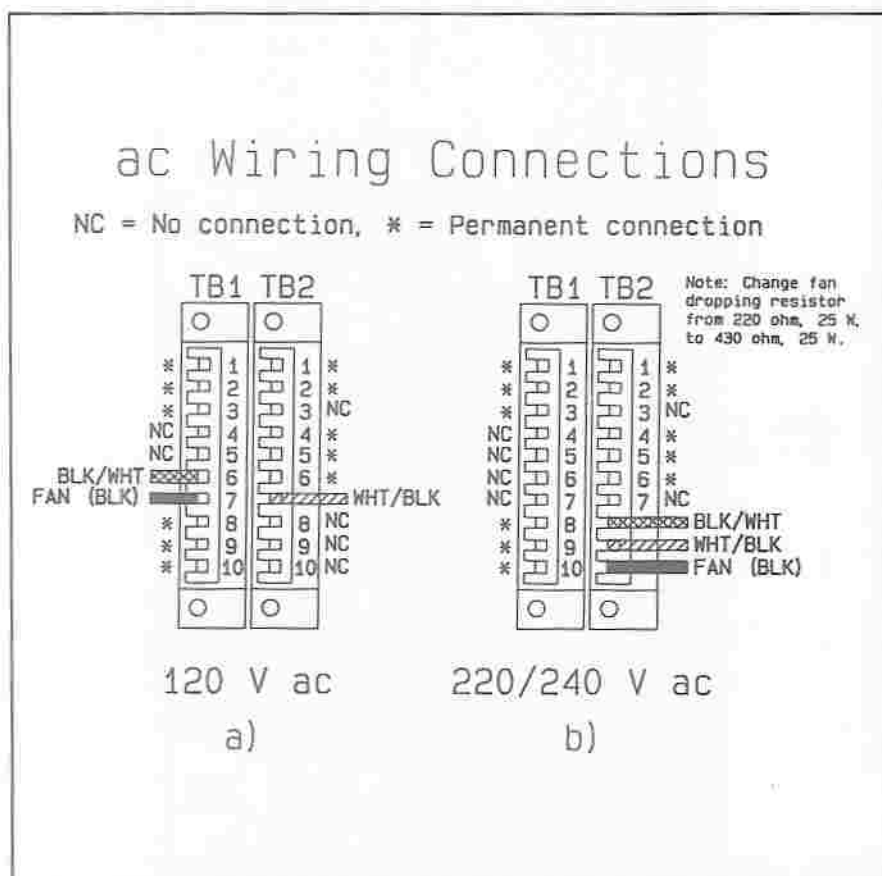 ac Wiring Connections
NC = No connection, * = Permanent connection
TB1 TB2
* 1 1 *
* 2 2 *
* 3 3 NC
NC 4 4 *
NC 5 5 *
BLK/WHT 6 6 *
FAN (BLK) 7 WHT/BLK
* 8 8 NC
* 9 9 NC
* 10 10 NC
120 V ac
a)
TB1 TB2
Note: Change fan
dropping resistor
from 220 ohm, 25 W,
to 430 ohm, 25 W.
* 1 1 *
* 2 2 *
* 3 3 NC
NC 4 4 *
NC 5 5 *
NC 6 6 *
NC 7 7 NC
* 8 BLK/WHT
* 9 WHT/BLK
* 10 FAN (BLK)
220/240 V ac
b)